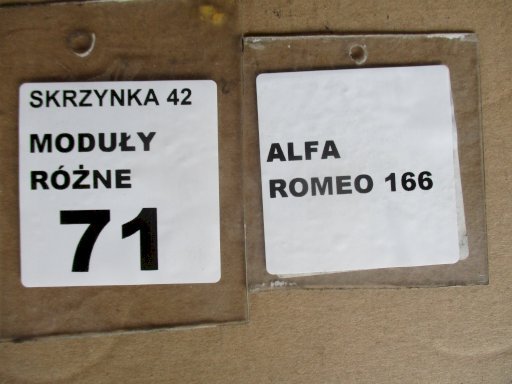 SKRZYNKA 42
MODUŁY
RÓŻNE
71
ALFA
ROMEO 166